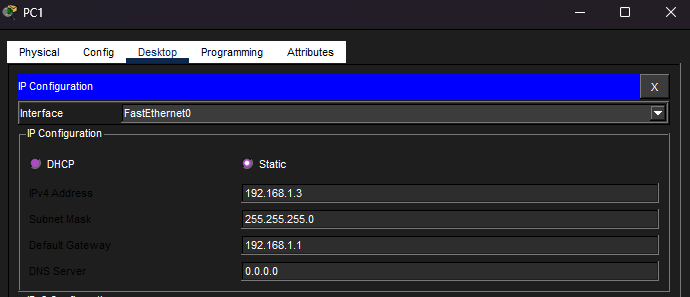 PC1
Physical Config Desktop Programming Attributes
IP Configuration X
Interface FastEthernet0
IP Configuration
DHCP Static
IPv4 Address 192.168.1.3
Subnet Mask 255.255.255.0
Default Gateway 192.168.1.1
DNS Server 0.0.0.0